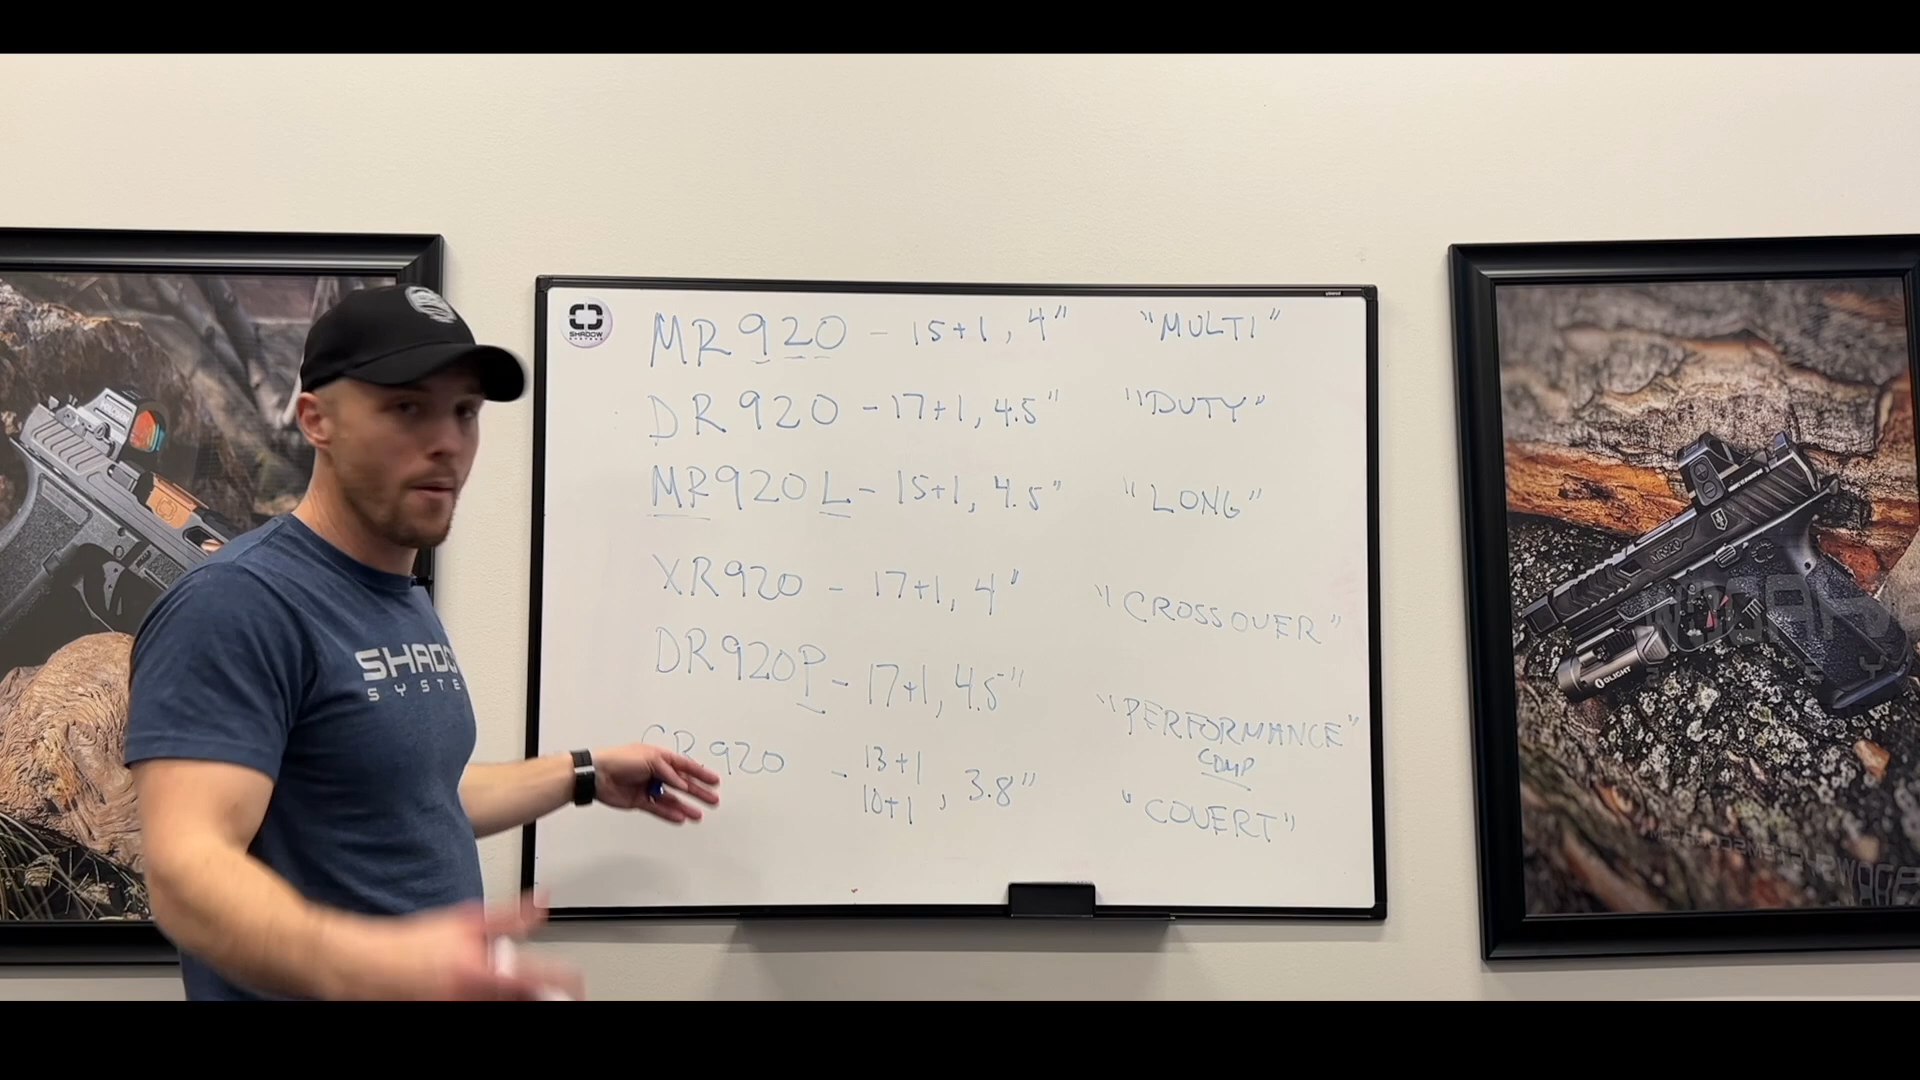 SHADOW
SYSTEMS
MR920 - 15+1, 4" "MULTI"
DR920 - 17+1, 4.5" "DUTY"
MR920L - 15+1, 4.5" "LONG"
XR920 - 17+1, 4" "CROSSOVER"
DR920P - 17+1, 4.5" "PERFORMANCE"
COMP
CR920 - 13+1
10+1, 3.8" "COVERT"
SHADO
SYSTE
MR920
OLIGHT